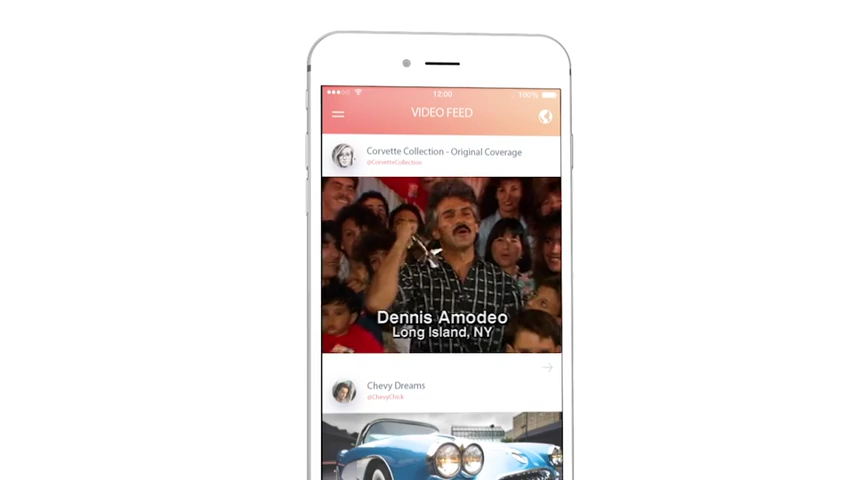 12:00
100%
VIDEO FEED
Corvette Collection - Original Coverage
@CorvetteCollection
Dennis Amodeo
Long Island, NY
Chevy Dreams
@ChevyChick